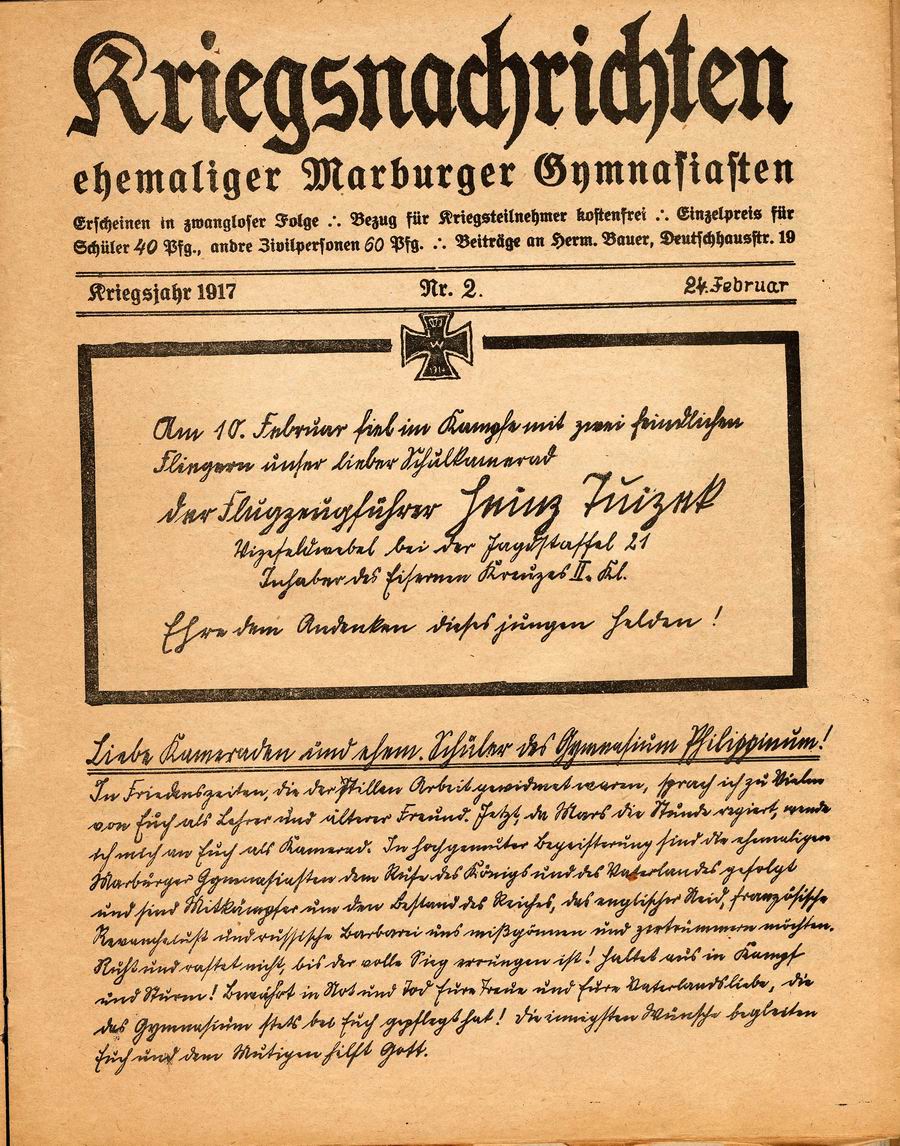 Kriegsnachrichten
ehemaliger Marburger Gymnasiasten
Erscheinen in zwangloser Folge ∴ Bezug für Kriegsteilnehmer kostenfrei ∴ Einzelpreis für
Schüler 40 Pfg., andre Zivilpersonen 60 Pfg. ∴ Beiträge an Herm. Bauer, Deutschhausstr. 19
Kriegsjahr 1917 Nr. 2. 24. Februar
W
1914
Am 10. Februar fiel im Kampfe mit zwei feindlichen
Fliegern unser lieber Schulkamerad
der Flugzeugführer Heinz
Vizefeldwebel bei der Jagdstaffel 21
Inhaber des Eisernen Kreuzes II. Kl.
Ehre dem Andenken dieses jungen Helden!
Liebe Kameraden und ehem. Schüler des Gymnasium Philippinum!
In Friedenszeiten, die der stillen Arbeit gewidmet waren, sprach ich zu Vielen
von Euch als Lehrer und älterer Freund. Jetzt, da Mars die Stunde regiert, wende
ich mich an Euch als Kamerad. In hochgemuter Begeisterung sind die ehemaligen
Marburger Gymnasiasten dem Rufe des Königs und des Vaterlandes gefolgt
und sind Mitkämpfer um den Bestand des Reiches, das englischer Neid, französische
Revanchelust und russische Barbarei uns mißgönnen und zertrümmern möchten.
Ruht und rastet nicht, bis der volle Sieg errungen ist! Haltet aus in Kampf
und Sturm! Bewährt in Not und Tod Eure Treue und Eure Vaterlandsliebe, die
das Gymnasium stets bei Euch gepflegt hat! Die innigsten Wünsche begleiten
Euch und dem Mutigen hilft Gott.